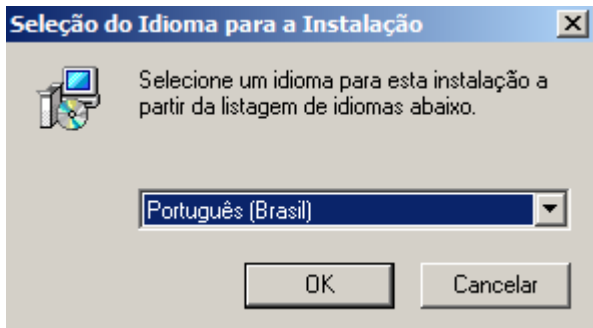 Seleção do Idioma para a Instalação
Selecione um idioma para esta instalação a
partir da listagem de idiomas abaixo.
Português (Brasil)
OK
Cancelar